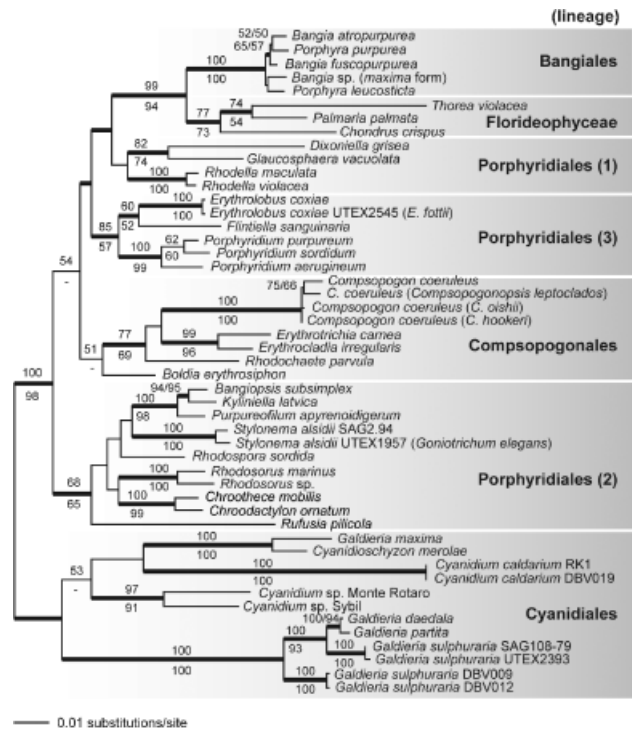 (lineage)
52/50
Bangia atropurpurea
65/57
Porphyra purpurea
Bangia fuscopurpurea
100
100
Bangia sp. (maxima form)
Porphyra leucosticta
Bangiales
99
94
77
73
74
54
Thorea violacea
Palmaria palmata
Chondrus crispus
Florideophyceae
82
74
Dixoniella grisea
Glaucosphaera vacuolata
100
100
Rhodella maculata
Rhodella violacea
Porphyridiales (1)
60
52
100
100
Erythrolobus coxiae
Erythrolobus coxiae UTEX2545 (E. fottii)
Flintiella sanguinaria
85
57
100
99
62
60
Porphyridium purpureum
Porphyridium sordidum
Porphyridium aerugineum
Porphyridiales (3)
54
-
75/66
Compsopogon coeruleus
C. coeruleus (Compsopogonopsis leptoclados)
100
100
Compsopogon coeruleus (C. oishii)
Compsopogon coeruleus (C. hookeri)
77
69
99
96
Erythrotrichia carnea
Erythrocladia irregularis
Rhodochaete parvula
51
-
Boldia erythrosiphon
Compsopogonales
100
98
94/95
Bangiopsis subsimplex
100
98
Kyliniella latvica
Purpureofilum apyrenoidigerum
100
100
Stylonema alsidii SAG2.94
Stylonema alsidii UTEX1957 (Goniotrichum elegans)
Rhodospora sordida
68
65
100
100
Rhodosorus marinus
Rhodosorus sp.
100
99
Chroothece mobilis
Chroodactylon ornatum
Rufusia pilicola
Porphyridiales (2)
100
100
Galdieria maxima
Cyanidioschyzon merolae
53
-
100
100
Cyanidium caldarium RK1
Cyanidium caldarium DBV019
97
91
Cyanidium sp. Monte Rotaro
Cyanidium sp. Sybil
Cyanidiales
100/94
Galdieria daedala
Galdieria partita
100
93
100
100
Galdieria sulphuraria SAG108-79
Galdieria sulphuraria UTEX2393
100
100
100
100
Galdieria sulphuraria DBV009
Galdieria sulphuraria DBV012
0.01 substitutions/site